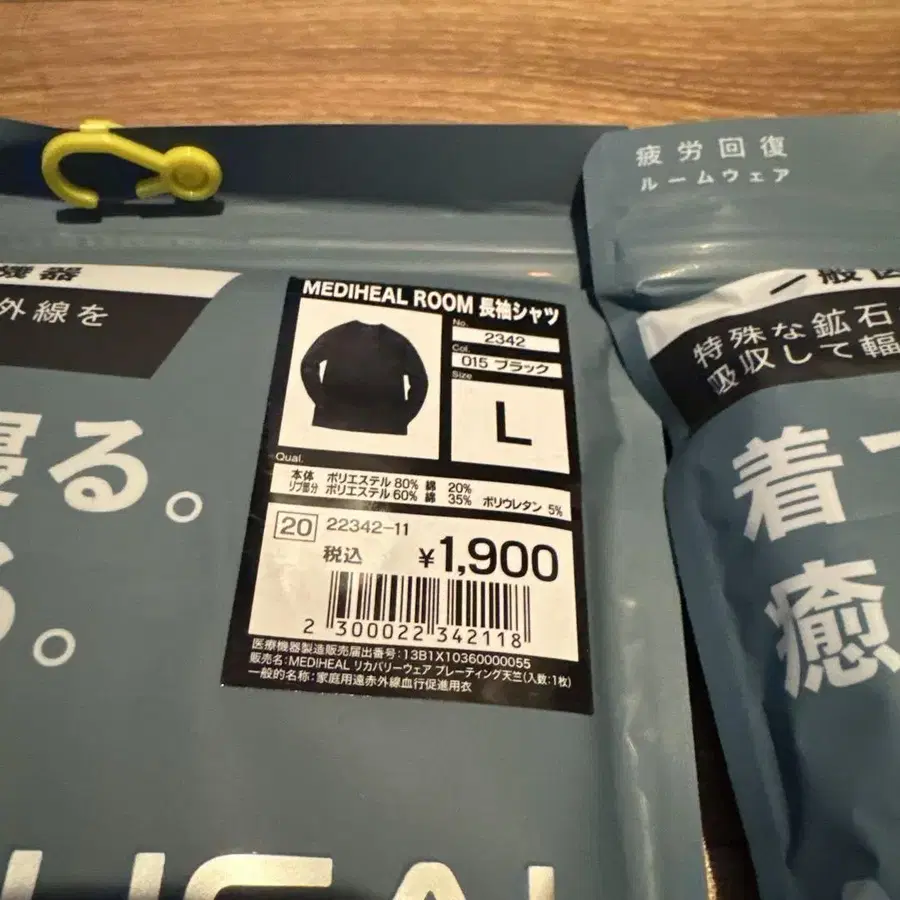 疲労回復
ルームウェア
機器
外線を
寝る。
る。
MEDIHEAL ROOM 長袖シャツ
No.
2342
Col.
015 ブラック
Size
L
Qual.
本体 ポリエステル 80% 綿 20%
リブ部分 ポリエステル 60% 綿 35% ポリウレタン 5%
20 22342-11
税込 ¥1,900
2 300022 342118
医療機器製造販売届出番号:13B1X10360000055
販売名:MEDIHEAL リカバリーウェア プレーティング天竺(入数:1枚)
一般的名称:家庭用遠赤外線血行促進用衣
一般医
特殊な鉱石
吸収して輻
着て
癒
HEAL